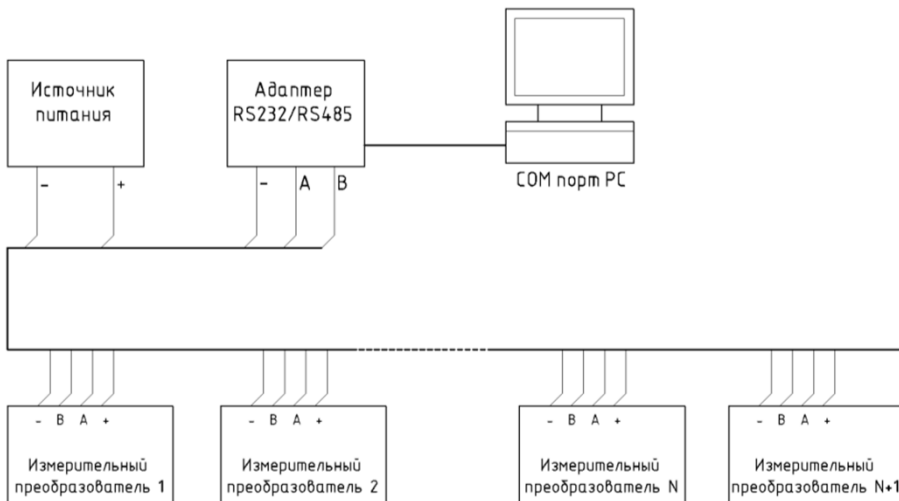 Источник
питания
- +
Адаптер
RS232/RS485
- А В
COM порт PC
- В А +
Измерительный
преобразователь 1
- В А +
Измерительный
преобразователь 2
- В А +
Измерительный
преобразователь N
- В А +
Измерительный
преобразователь N+1